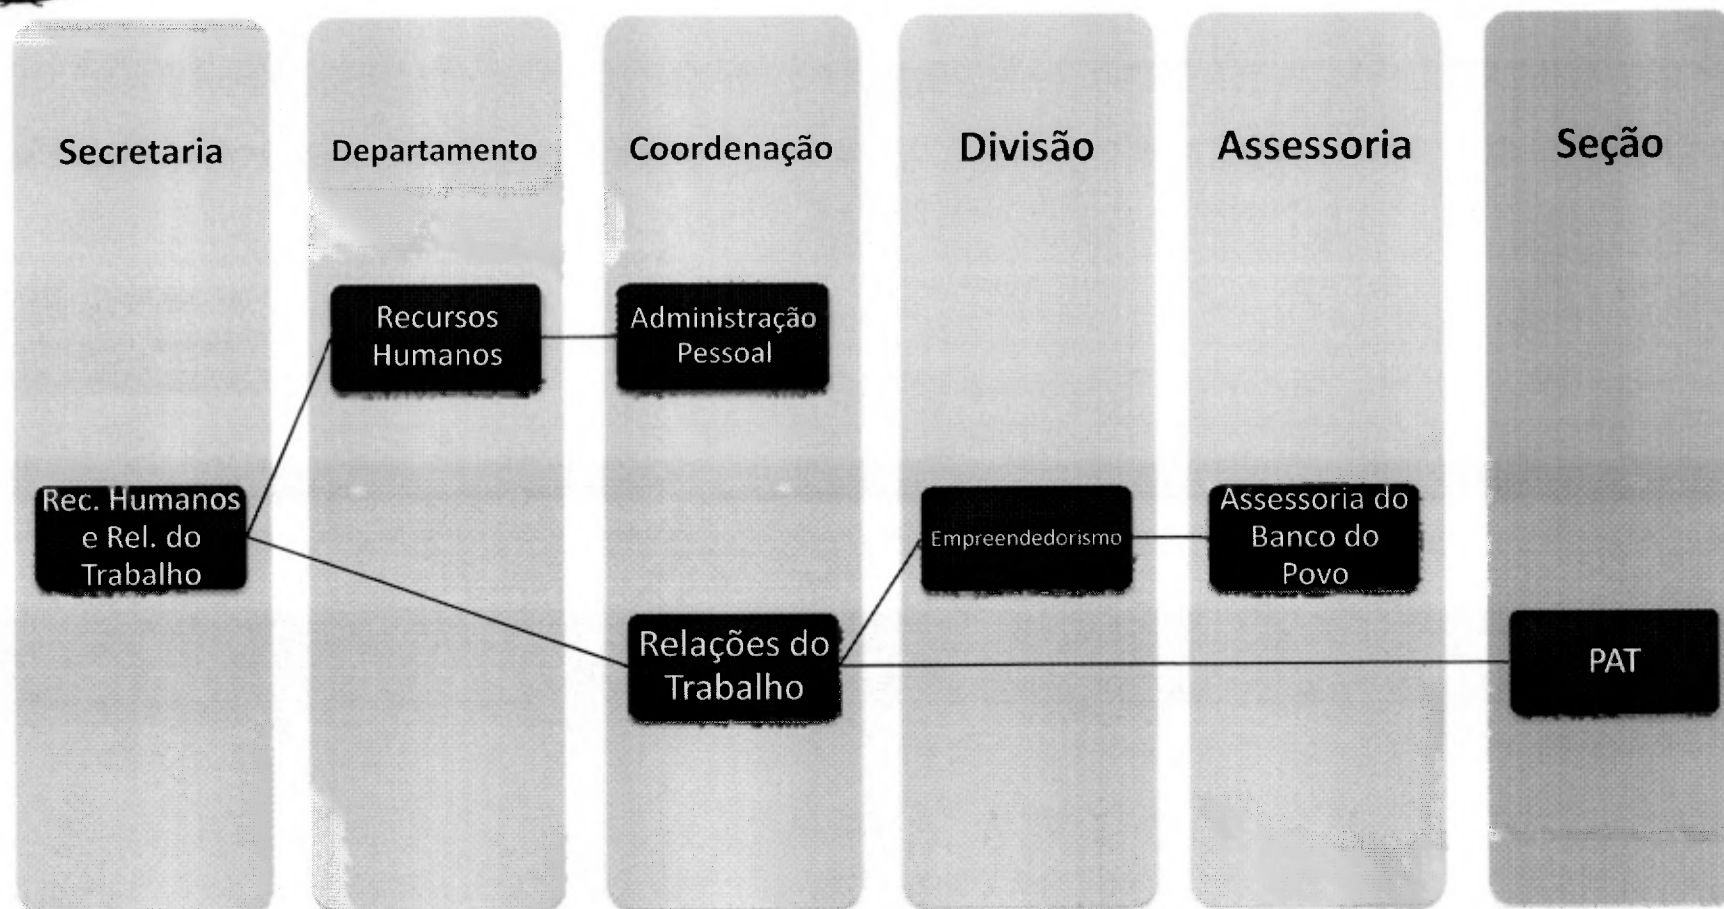 Secretaria
Departamento
Coordenação
Divisão
Assessoria
Seção
Recursos
Humanos
Administração
Pessoal
Rec. Humanos
e Rel. do
Trabalho
Empreendedorismo
Assessoria do
Banco do
Povo
Relações do
Trabalho
PAT